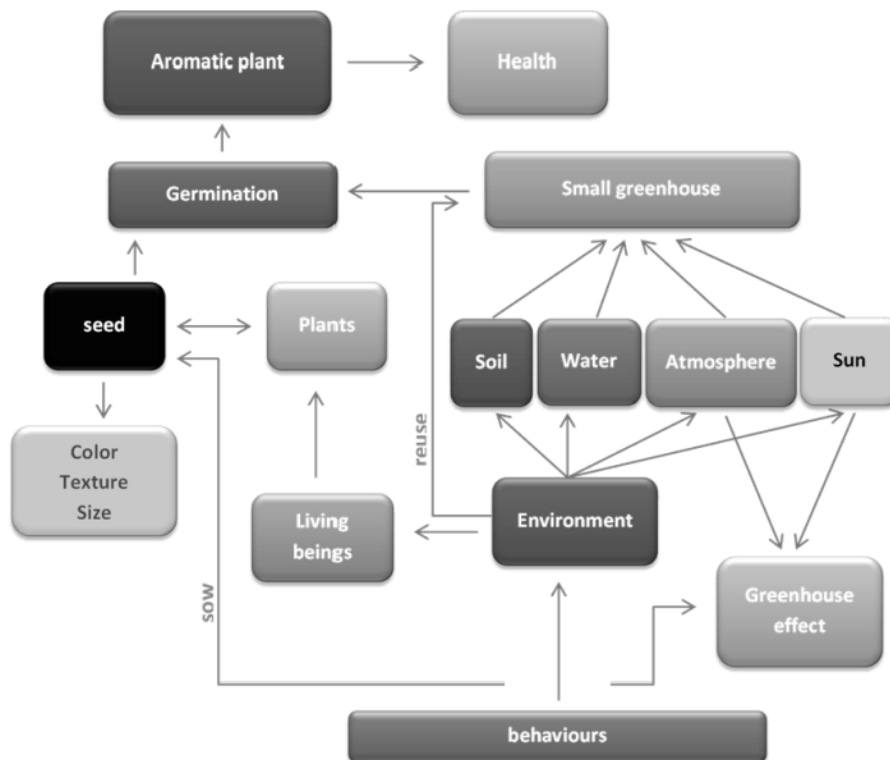 Aromatic plant
Health
Germination
Small greenhouse
seed
Plants
Soil
Water
Atmosphere
Sun
reuse
Color
Texture
Size
Living
beings
Environment
sow
Greenhouse
effect
behaviours